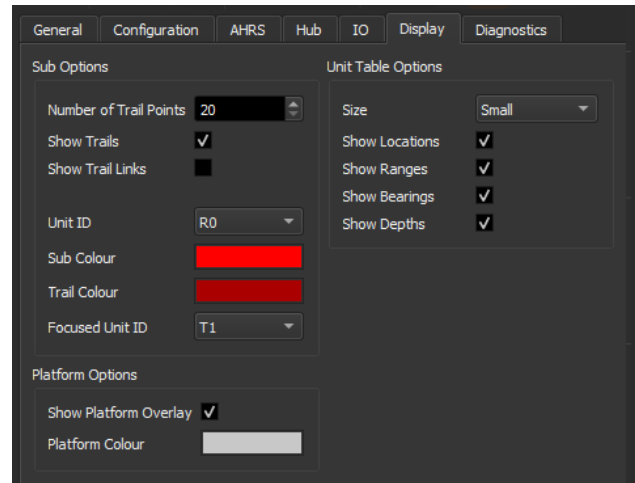 General Configuration AHRS Hub IO Display Diagnostics
Sub Options
Number of Trail Points 20
Show Trails
Show Trail Links
Unit ID R0
Sub Colour
Trail Colour
Focused Unit ID T1
Platform Options
Show Platform Overlay
Platform Colour
Unit Table Options
Size Small
Show Locations
Show Ranges
Show Bearings
Show Depths